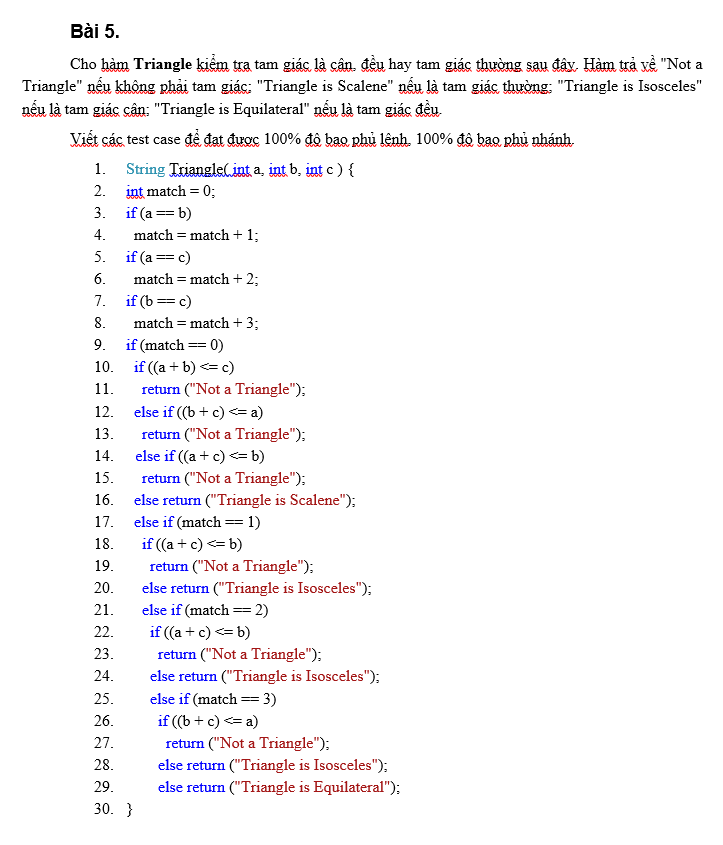 Bài 5.
Cho hàm Triangle kiểm tra tam giác là cân, đều hay tam giác thường sau đây. Hàm trả về "Not a
Triangle" nếu không phải tam giác; "Triangle is Scalene" nếu là tam giác thường; "Triangle is Isosceles"
nếu là tam giác cân; "Triangle is Equilateral" nếu là tam giác đều.
Viết các test case để đạt được 100% độ bao phủ lệnh, 100% độ bao phủ nhánh.
1. String Triangle( int a, int b, int c ) {
2. int match = 0;
3. if (a == b)
4. match = match + 1;
5. if (a == c)
6. match = match + 2;
7. if (b == c)
8. match = match + 3;
9. if (match == 0)
10. if ((a + b) <= c)
11. return ("Not a Triangle");
12. else if ((b + c) <= a)
13. return ("Not a Triangle");
14. else if ((a + c) <= b)
15. return ("Not a Triangle");
16. else return ("Triangle is Scalene");
17. else if (match == 1)
18. if ((a + c) <= b)
19. return ("Not a Triangle");
20. else return ("Triangle is Isosceles");
21. else if (match == 2)
22. if ((a + c) <= b)
23. return ("Not a Triangle");
24. else return ("Triangle is Isosceles");
25. else if (match == 3)
26. if ((b + c) <= a)
27. return ("Not a Triangle");
28. else return ("Triangle is Isosceles");
29. else return ("Triangle is Equilateral");
30. }